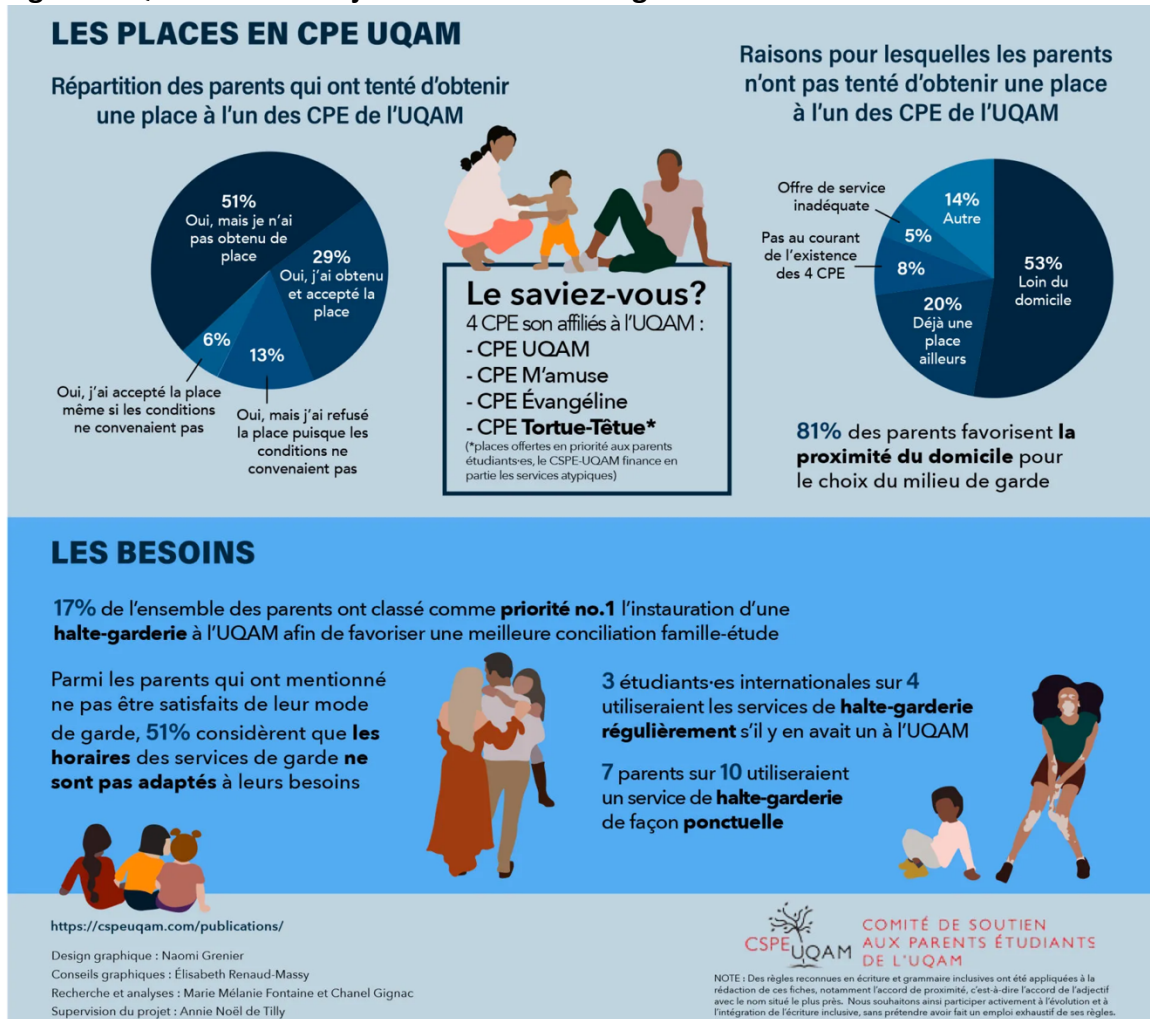 LES PLACES EN CPE UQAM
Répartition des parents qui ont tenté d'obtenir
une place à l'un des CPE de l'UQAM
51%
Oui, mais je n'ai
pas obtenu de
place
29%
Oui, j'ai obtenu
et accepté la
place
6%
13%
Oui, j'ai accepté la place
même si les conditions
ne convenaient pas
Oui, mais j'ai refusé
la place puisque les
conditions ne
convenaient pas
Le saviez-vous?
4 CPE son affiliés à l'UQAM :
- CPE UQAM
- CPE M'amuse
- CPE Évangéline
- CPE Tortue-Têtue*
(*places offertes en priorité aux parents
étudiants·es, le CSPE-UQAM finance en
partie les services atypiques)
Raisons pour lesquelles les parents
n'ont pas tenté d'obtenir une place
à l'un des CPE de l'UQAM
Offre de service
inadéquate
14%
Autre
5%
Pas au courant
de l'existence
des 4 CPE
8%
53%
Loin du
domicile
20%
Déjà une
place
ailleurs
81% des parents favorisent la
proximité du domicile pour
le choix du milieu de garde
LES BESOINS
17% de l'ensemble des parents ont classé comme priorité no.1 l'instauration d'une
halte-garderie à l'UQAM afin de favoriser une meilleure conciliation famille-étude
Parmi les parents qui ont mentionné
ne pas être satisfaits de leur mode
de garde, 51% considèrent que les
horaires des services de garde ne
sont pas adaptés à leurs besoins
3 étudiants·es internationales sur 4
utiliseraient les services de halte-garderie
régulièrement s'il y en avait un à l'UQAM
7 parents sur 10 utiliseraient
un service de halte-garderie
de façon ponctuelle
https://cspeuqam.com/publications/
Design graphique : Naomi Grenier
Conseils graphiques : Élisabeth Renaud-Massy
Recherche et analyses : Marie Mélanie Fontaine et Chanel Gignac
Supervision du projet : Annie Noël de Tilly
CSPE UQAM
COMITÉ DE SOUTIEN
AUX PARENTS ÉTUDIANTS
DE L'UQAM
NOTE : Des règles reconnues en écriture et grammaire inclusives ont été appliquées à la
rédaction de ces fiches, notamment l'accord de proximité, c'est-à-dire l'accord de l'adjectif
avec le nom situé le plus près. Nous souhaitons ainsi participer activement à l'évolution et à
l'intégration de l'écriture inclusive, sans prétendre avoir fait un emploi exhaustif de ses règles.